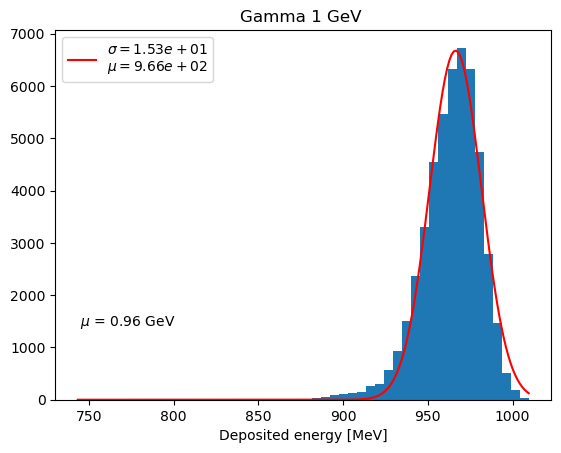 Gamma 1 GeV
σ = 1.53e + 01
μ = 9.66e + 02
7000
6000
5000
4000
3000
2000
1000
0
μ = 0.96 GeV
750 800 850 900 950 1000
Deposited energy [MeV]